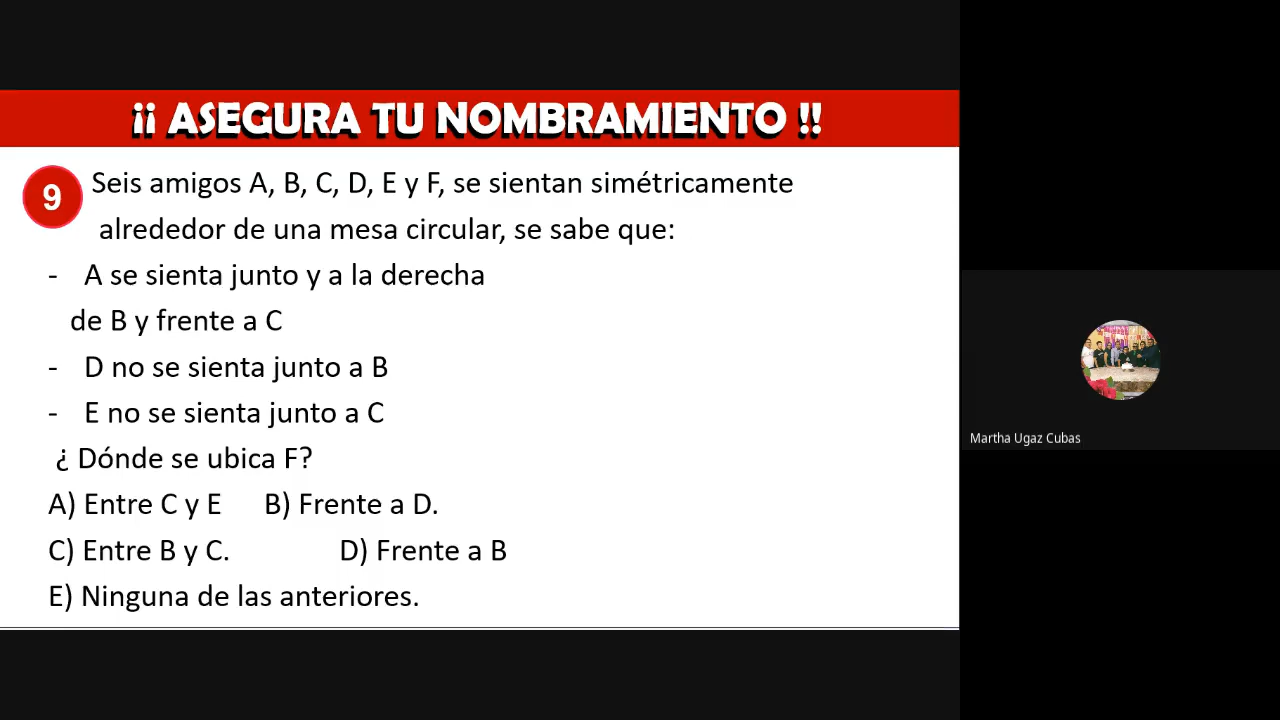 ¡¡ ASEGURA TU NOMBRAMIENTO !!
9 Seis amigos A, B, C, D, E y F, se sientan simétricamente
alrededor de una mesa circular, se sabe que:
- A se sienta junto y a la derecha
de B y frente a C
- D no se sienta junto a B
- E no se sienta junto a C
¿ Dónde se ubica F?
A) Entre C y E B) Frente a D.
C) Entre B y C. D) Frente a B
E) Ninguna de las anteriores.
Martha Ugaz Cubas